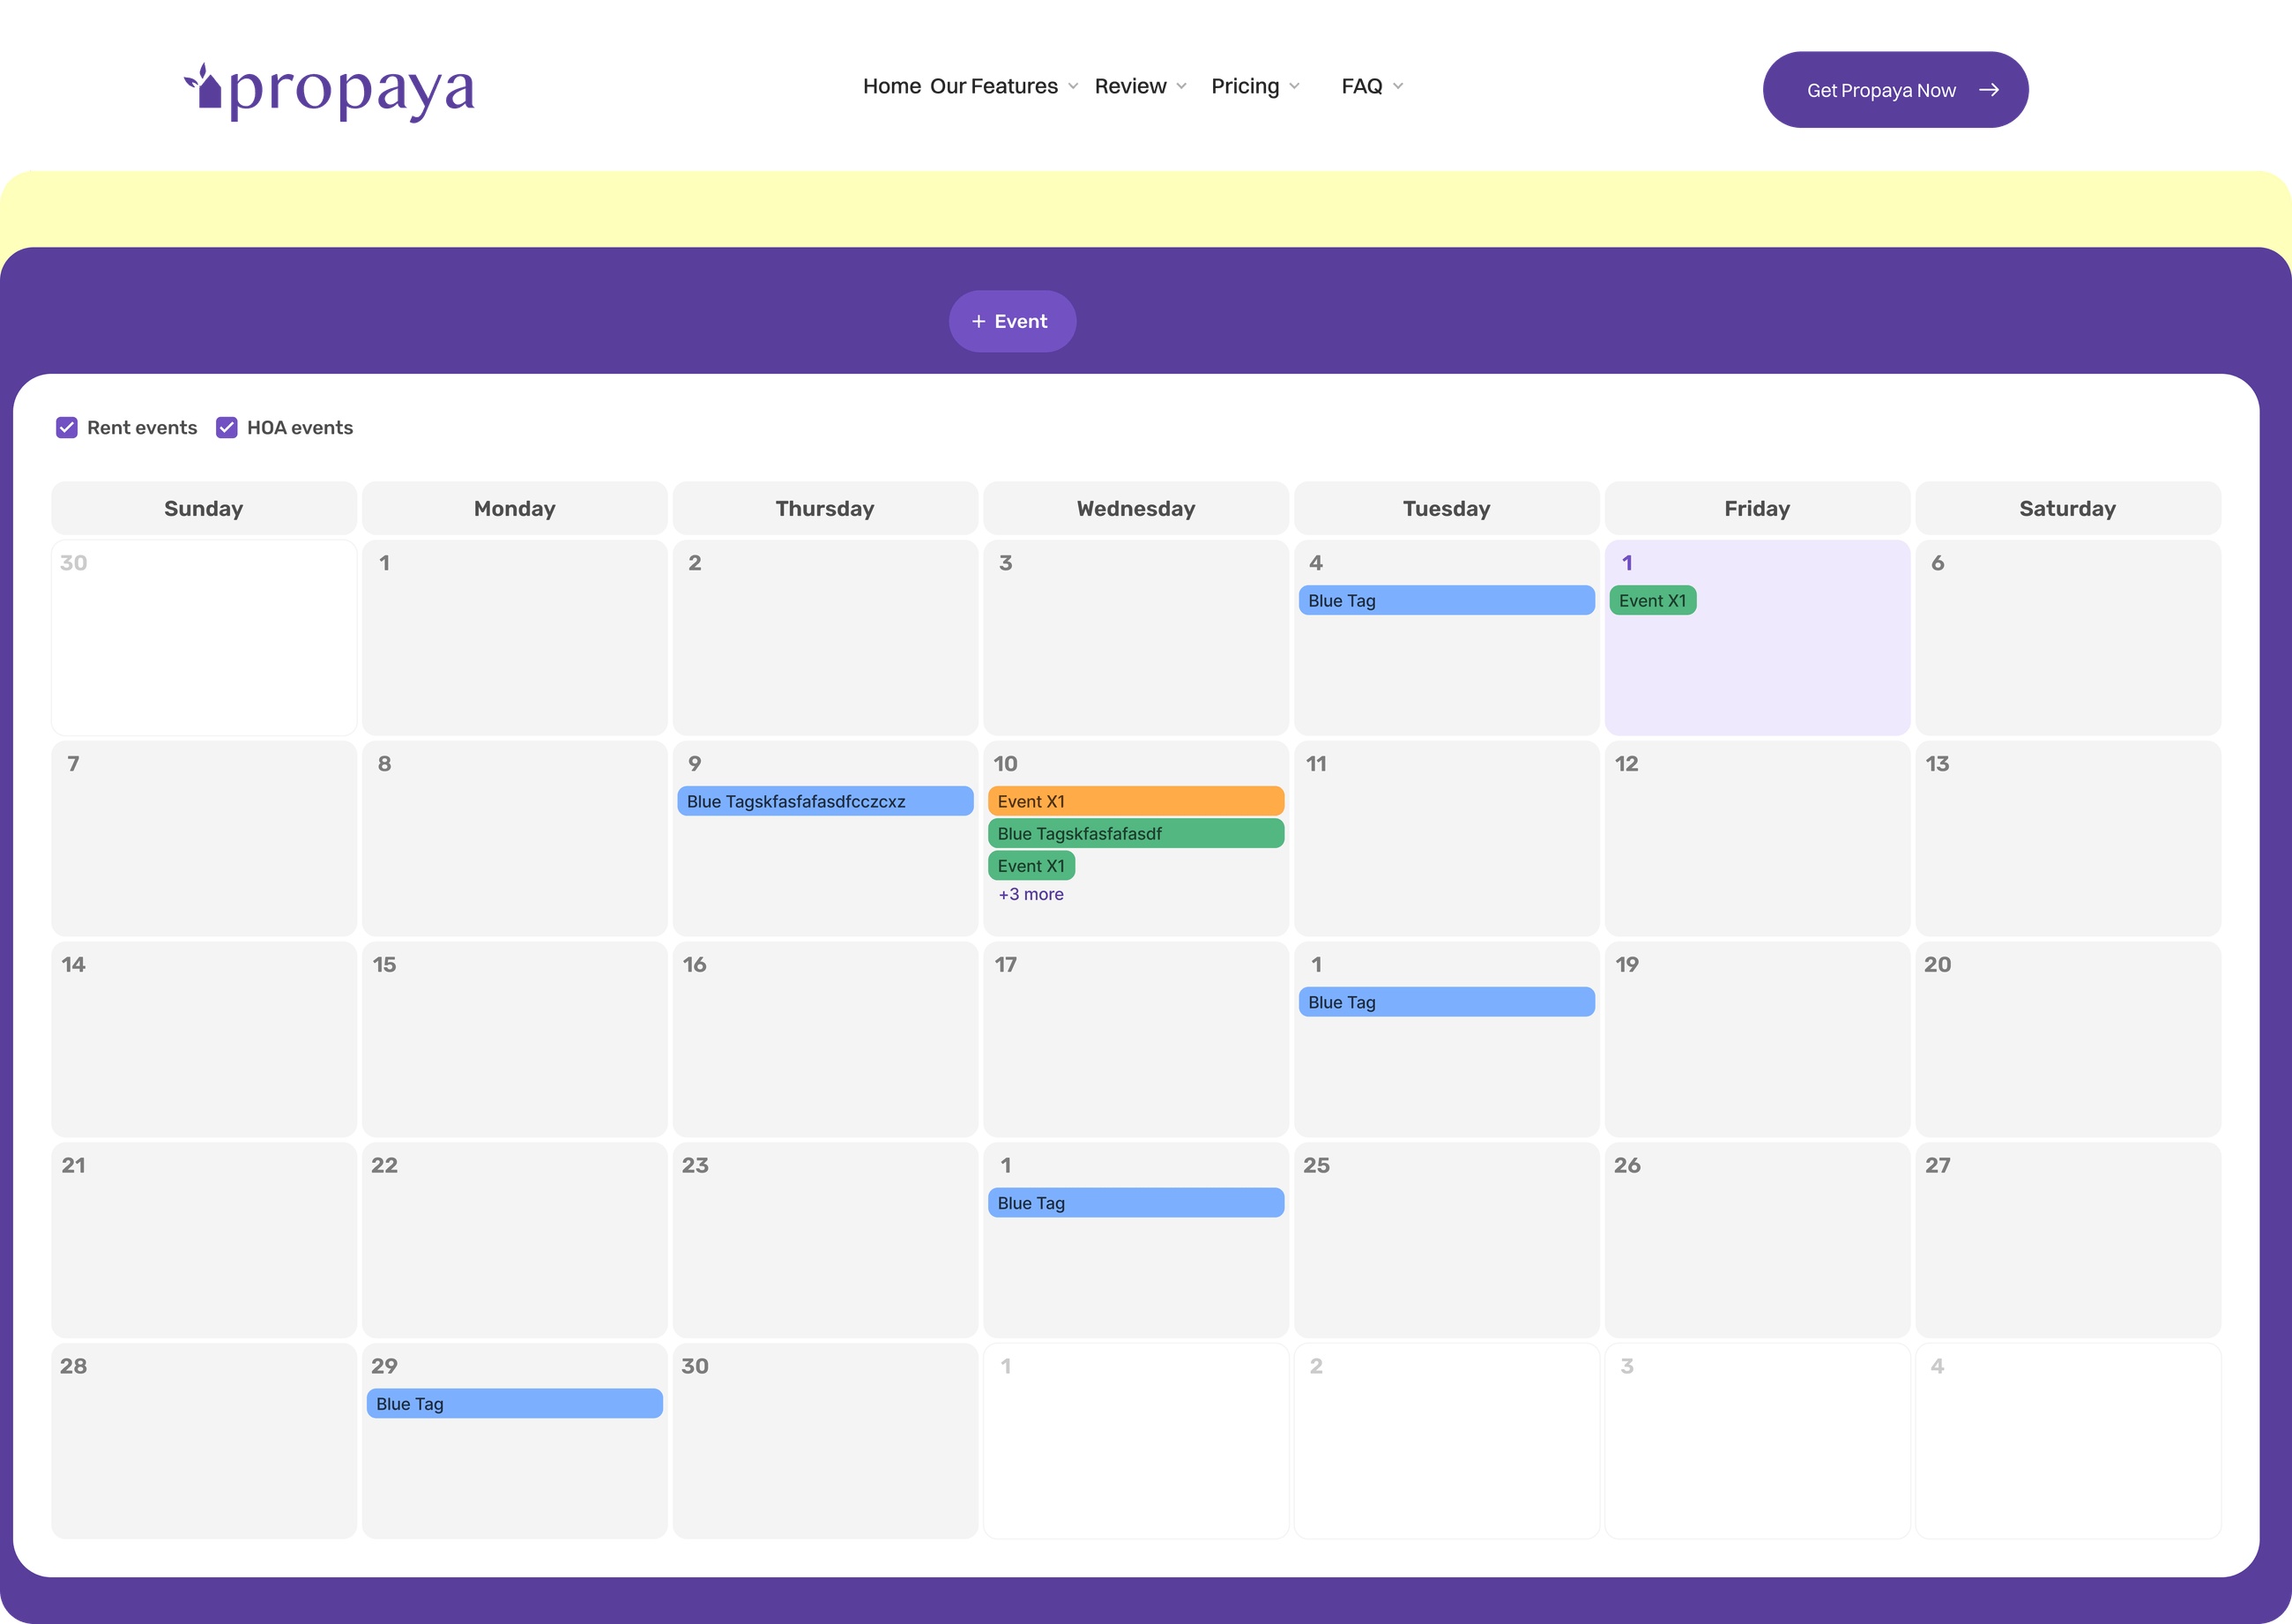 propaya
Home Our Features Review Pricing FAQ
Get Propaya Now
+ Event
Rent events HOA events
Sunday Monday Thursday Wednesday Tuesday Friday Saturday
30 1 2 3 4 1 6
Blue Tag Event X1
7 8 9 10 11 12 13
Blue Tagskfasfafasdfcczcxz Event X1
Blue Tagskfasfafasdf
Event X1
+3 more
14 15 16 17 1 19 20
Blue Tag
21 22 23 1 25 26 27
Blue Tag
28 29 30 1 2 3 4
Blue Tag